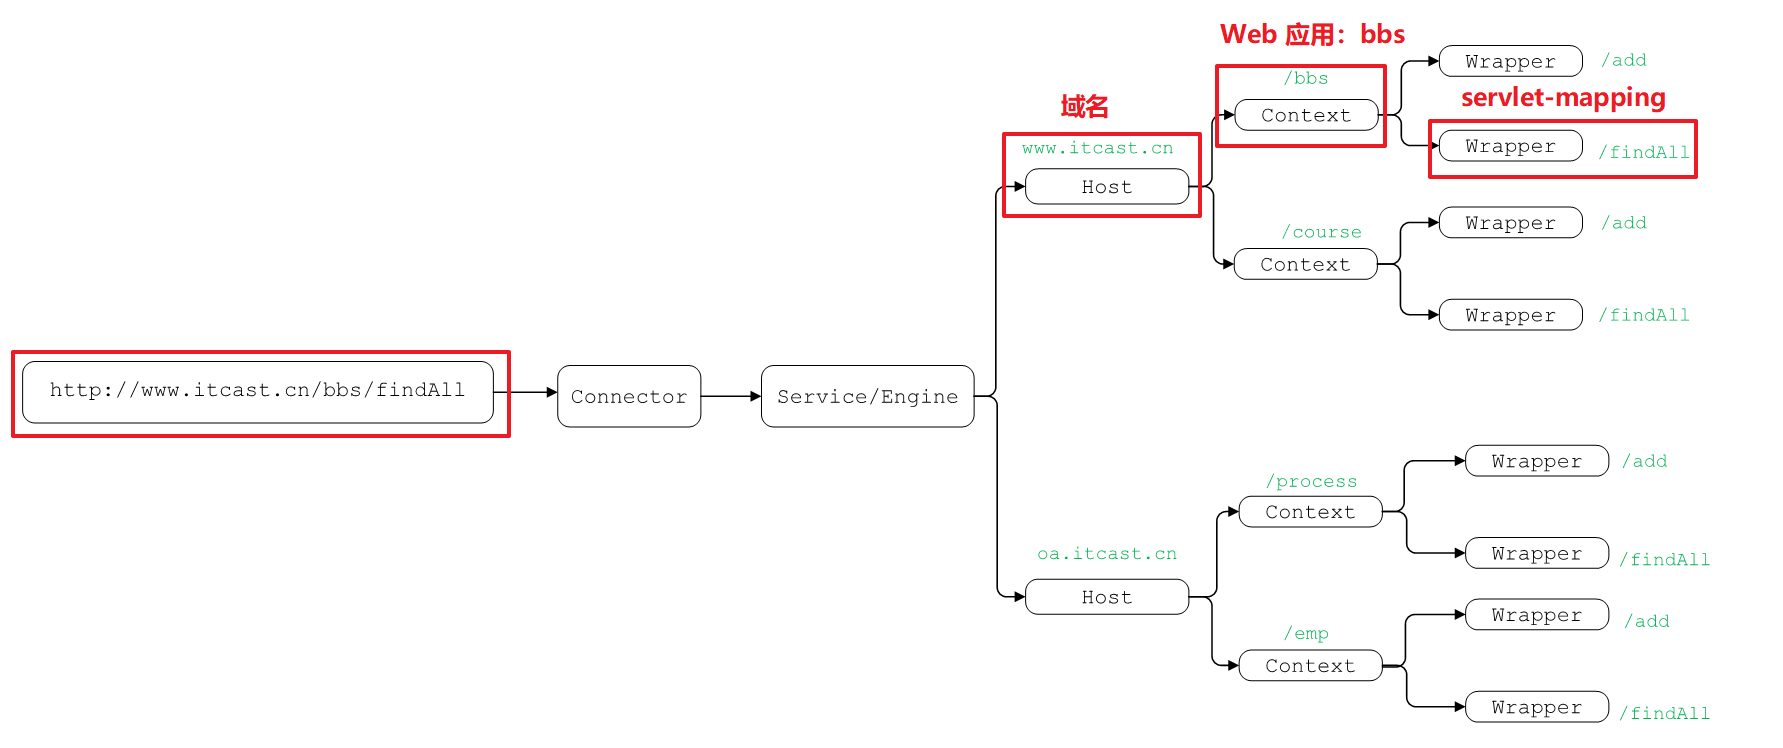 Web 应用：bbs
/bbs
Context
Wrapper
/add
servlet-mapping
Wrapper
/findAll
域名
www.itcast.cn
Host
/course
Context
Wrapper
/add
Wrapper
/findAll
http://www.itcast.cn/bbs/findAll
Connector
Service/Engine
oa.itcast.cn
Host
/process
Context
Wrapper
/add
Wrapper
/findAll
/emp
Context
Wrapper
/add
Wrapper
/findAll